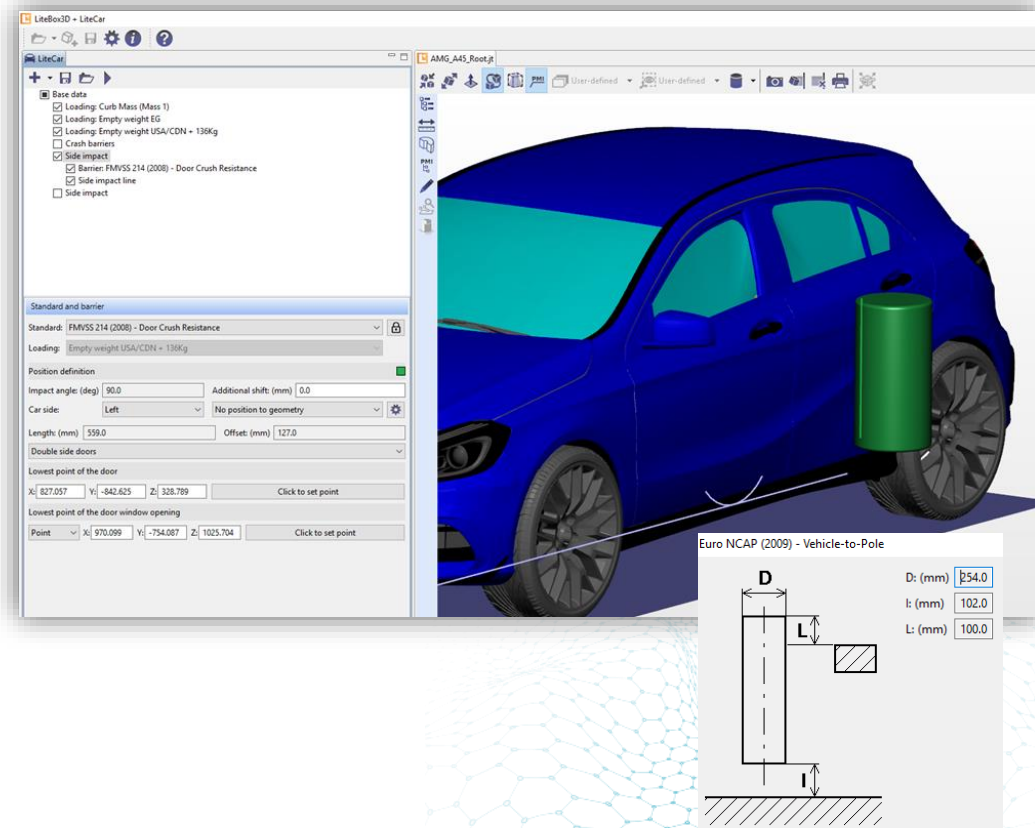 LiteBox3D + LiteCar
LiteCar
Base data
Loading: Curb Mass (Mass 1)
Loading: Empty weight EG
Loading: Empty weight USA/CDN + 136Kg
Crash barriers
Side impact
Barrier: FMVSS 214 (2008) - Door Crush Resistance
Side impact line
Side impact
Standard and barrier
Standard: FMVSS 214 (2008) - Door Crush Resistance
Loading: Empty weight USA/CDN + 136Kg
Position definition
Impact angle: (deg) 90.0 Additional shift: (mm) 0.0
Car side: Left No position to geometry
Length: (mm) 559.0 Offset: (mm) 127.0
Double side doors
Lowest point of the door
X: 827.057 Y: -842.625 Z: 328.789 Click to set point
Lowest point of the door window opening
Point X: 970.099 Y: -754.087 Z: 1025.704 Click to set point
AMG_A45_Root.jt
PMI User-defined User-defined
PMI
Euro NCAP (2009) - Vehicle-to-Pole
D D: (mm) 254.0
I: (mm) 102.0
L L: (mm) 100.0
I